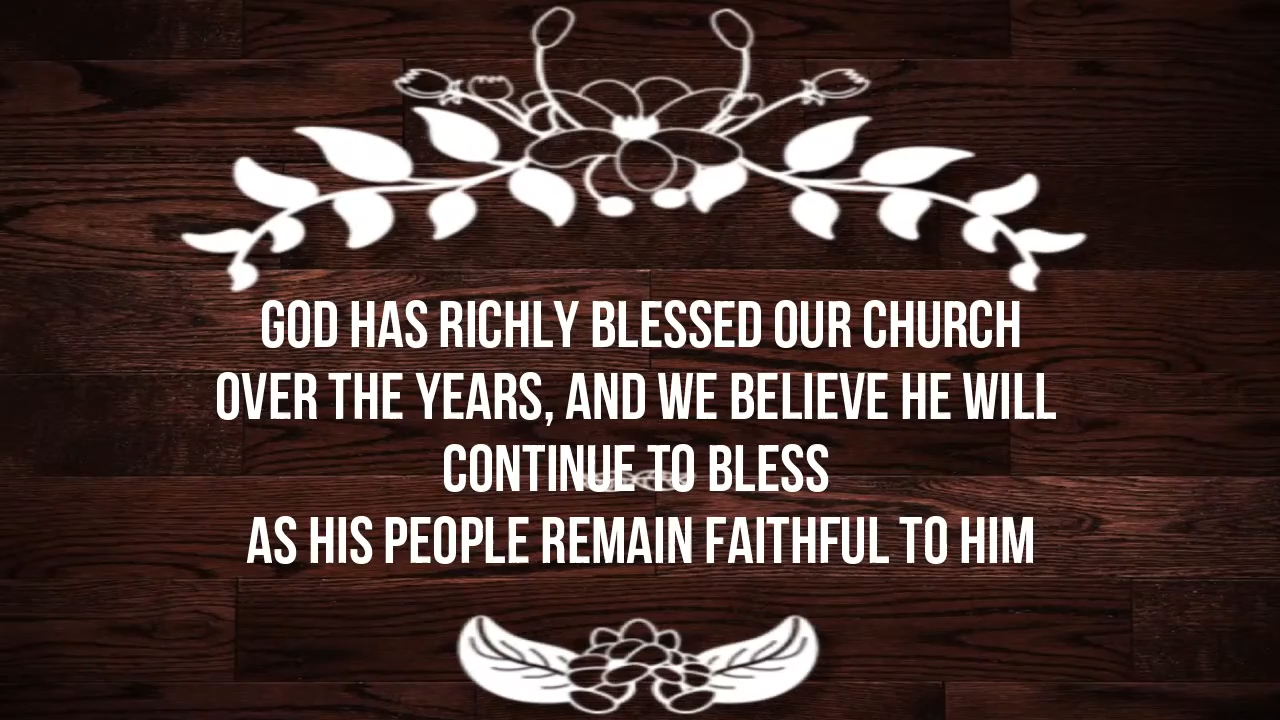 GOD HAS RICHLY BLESSED OUR CHURCH
OVER THE YEARS, AND WE BELIEVE HE WILL
CONTINUE TO BLESS
AS HIS PEOPLE REMAIN FAITHFUL TO HIM